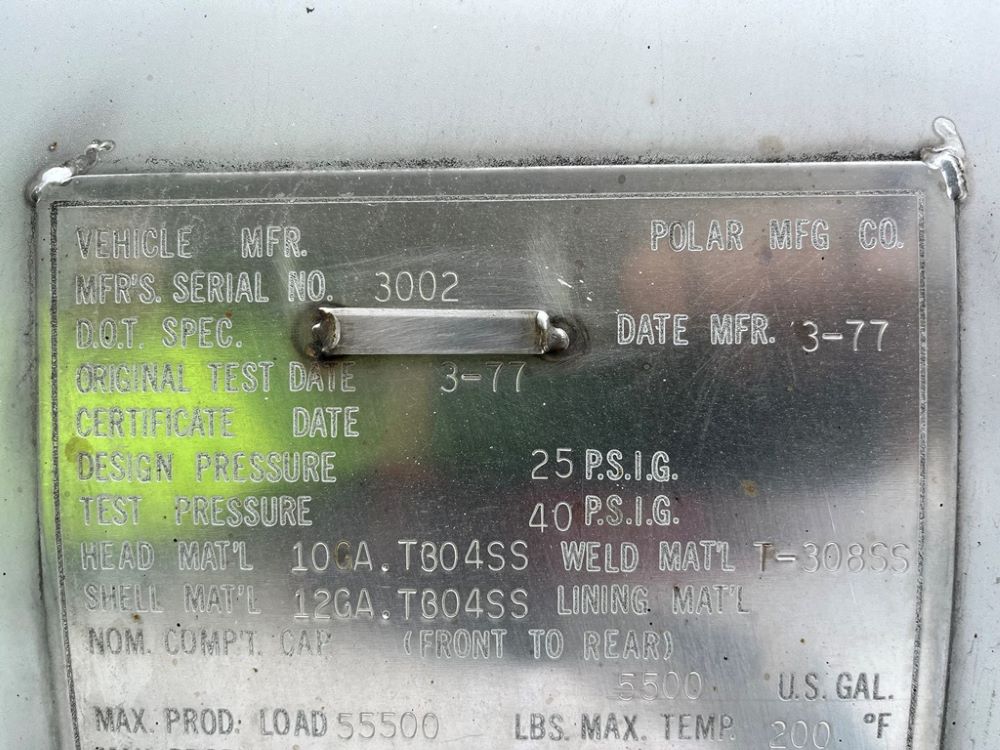 VEHICLE MFR. POLAR MFG CO.
MFR'S. SERIAL NO. 3002
D.O.T. SPEC. DATE MFR. 3-77
ORIGINAL TEST DATE 3-77
CERTIFICATE DATE
DESIGN PRESSURE 25 P.S.I.G.
TEST PRESSURE 40 P.S.I.G.
HEAD MAT'L 10GA.T304SS WELD MAT'L T-308SS
SHELL MAT'L 12GA.T304SS LINING MAT'L
NOM. COMP'T. CAP. (FRONT TO REAR)
5500 U.S. GAL.
MAX. PROD: LOAD 55500 LBS. MAX. TEMP. 200 °F